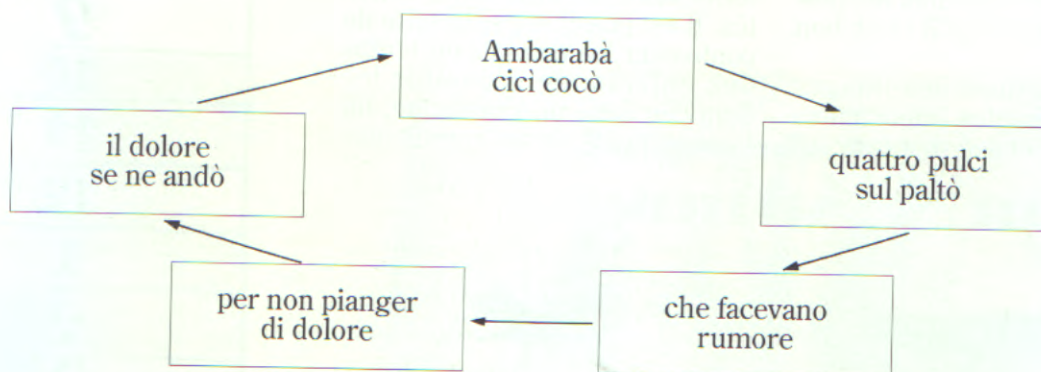 Ambarabà
cicì cocò
quattro pulci
sul paltò
che facevano
rumore
per non pianger
di dolore
il dolore
se ne andò